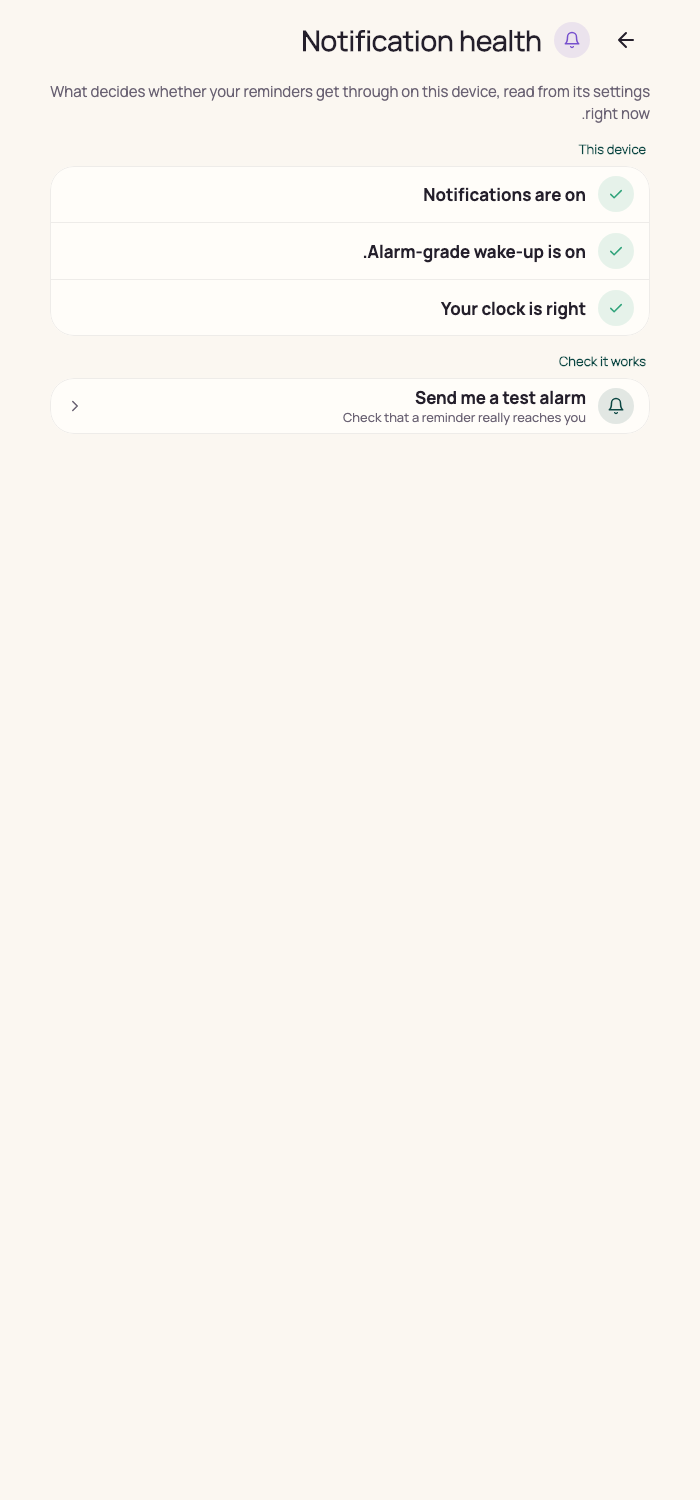 Notification health
What decides whether your reminders get through on this device, read from its settings
.right now
This device
Notifications are on
.Alarm-grade wake-up is on
Your clock is right
Check it works
Send me a test alarm
Check that a reminder really reaches you